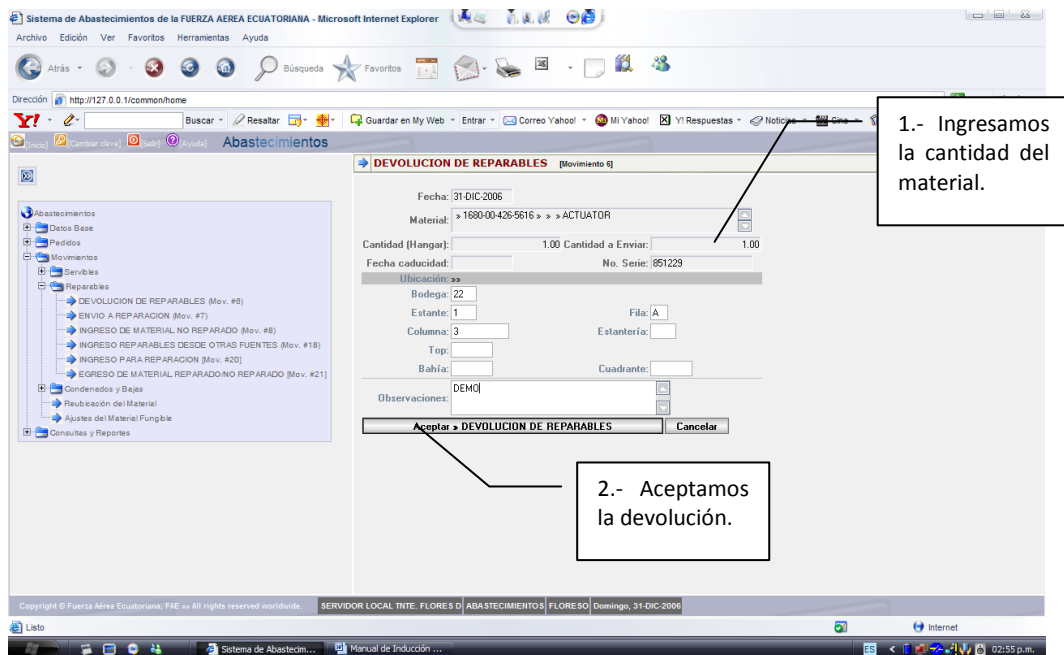 Sistema de Abastecimientos de la FUERZA AEREA ECUATORIANA - Microsoft Internet Explorer
Archivo Edición Ver Favoritos Herramientas Ayuda
Atrás Búsqueda Favoritos
Dirección http://127.0.0.1/common/home
Y! Buscar Resaltar Guardar en My Web Entrar Correo Yahoo! Mi Yahoo! Y! Respuestas Noticias Cine
[Inicio] [Cambiar clave] [Salir] [Ayuda] Abastecimientos
DEVOLUCION DE REPARABLES [Movimiento 6]
1.- Ingresamos
la cantidad del
material.
Abastecimientos
Datos Base
Pedidos
Movimientos
Servibles
Reparables
DEVOLUCION DE REPARABLES (Mov. #6)
ENVIO A REPARACION (Mov. #7)
INGRESO DE MATERIAL NO REPARADO (Mov. #8)
INGRESO REPARABLES DESDE OTRAS FUENTES (Mov. #18)
INGRESO PARA REPARACION [Mov. #20]
EGRESO DE MATERIAL REPARADO/NO REPARADO [Mov. #21]
Condenados y Bajas
Reubicación del Material
Ajustes del Material Fungible
Consultas y Reportes
Fecha: 31-DIC-2006
Material: » 1680-00-426-5616 » » » ACTUATOR
Cantidad (Hangar): 1.00 Cantidad a Enviar: 1.00
Fecha caducidad: No. Serie: 851229
Ubicación: »»
Bodega: 22
Estante: 1 Fila: A
Columna: 3 Estantería:
Top:
Bahía: Cuadrante:
Observaciones: DEMO
Aceptar » DEVOLUCION DE REPARABLES Cancelar
2.- Aceptamos
la devolución.
Copyright © Fuerza Aérea Ecuatoriana, FAE »» All rights reserved worldwide. SERVIDOR LOCAL TNTE. FLORES D ABASTECIMIENTOS FLORESO Domingo, 31-DIC-2006
Listo Internet
Sistema de Abastecim... Manual de Inducción ... ES 02:55 p.m.